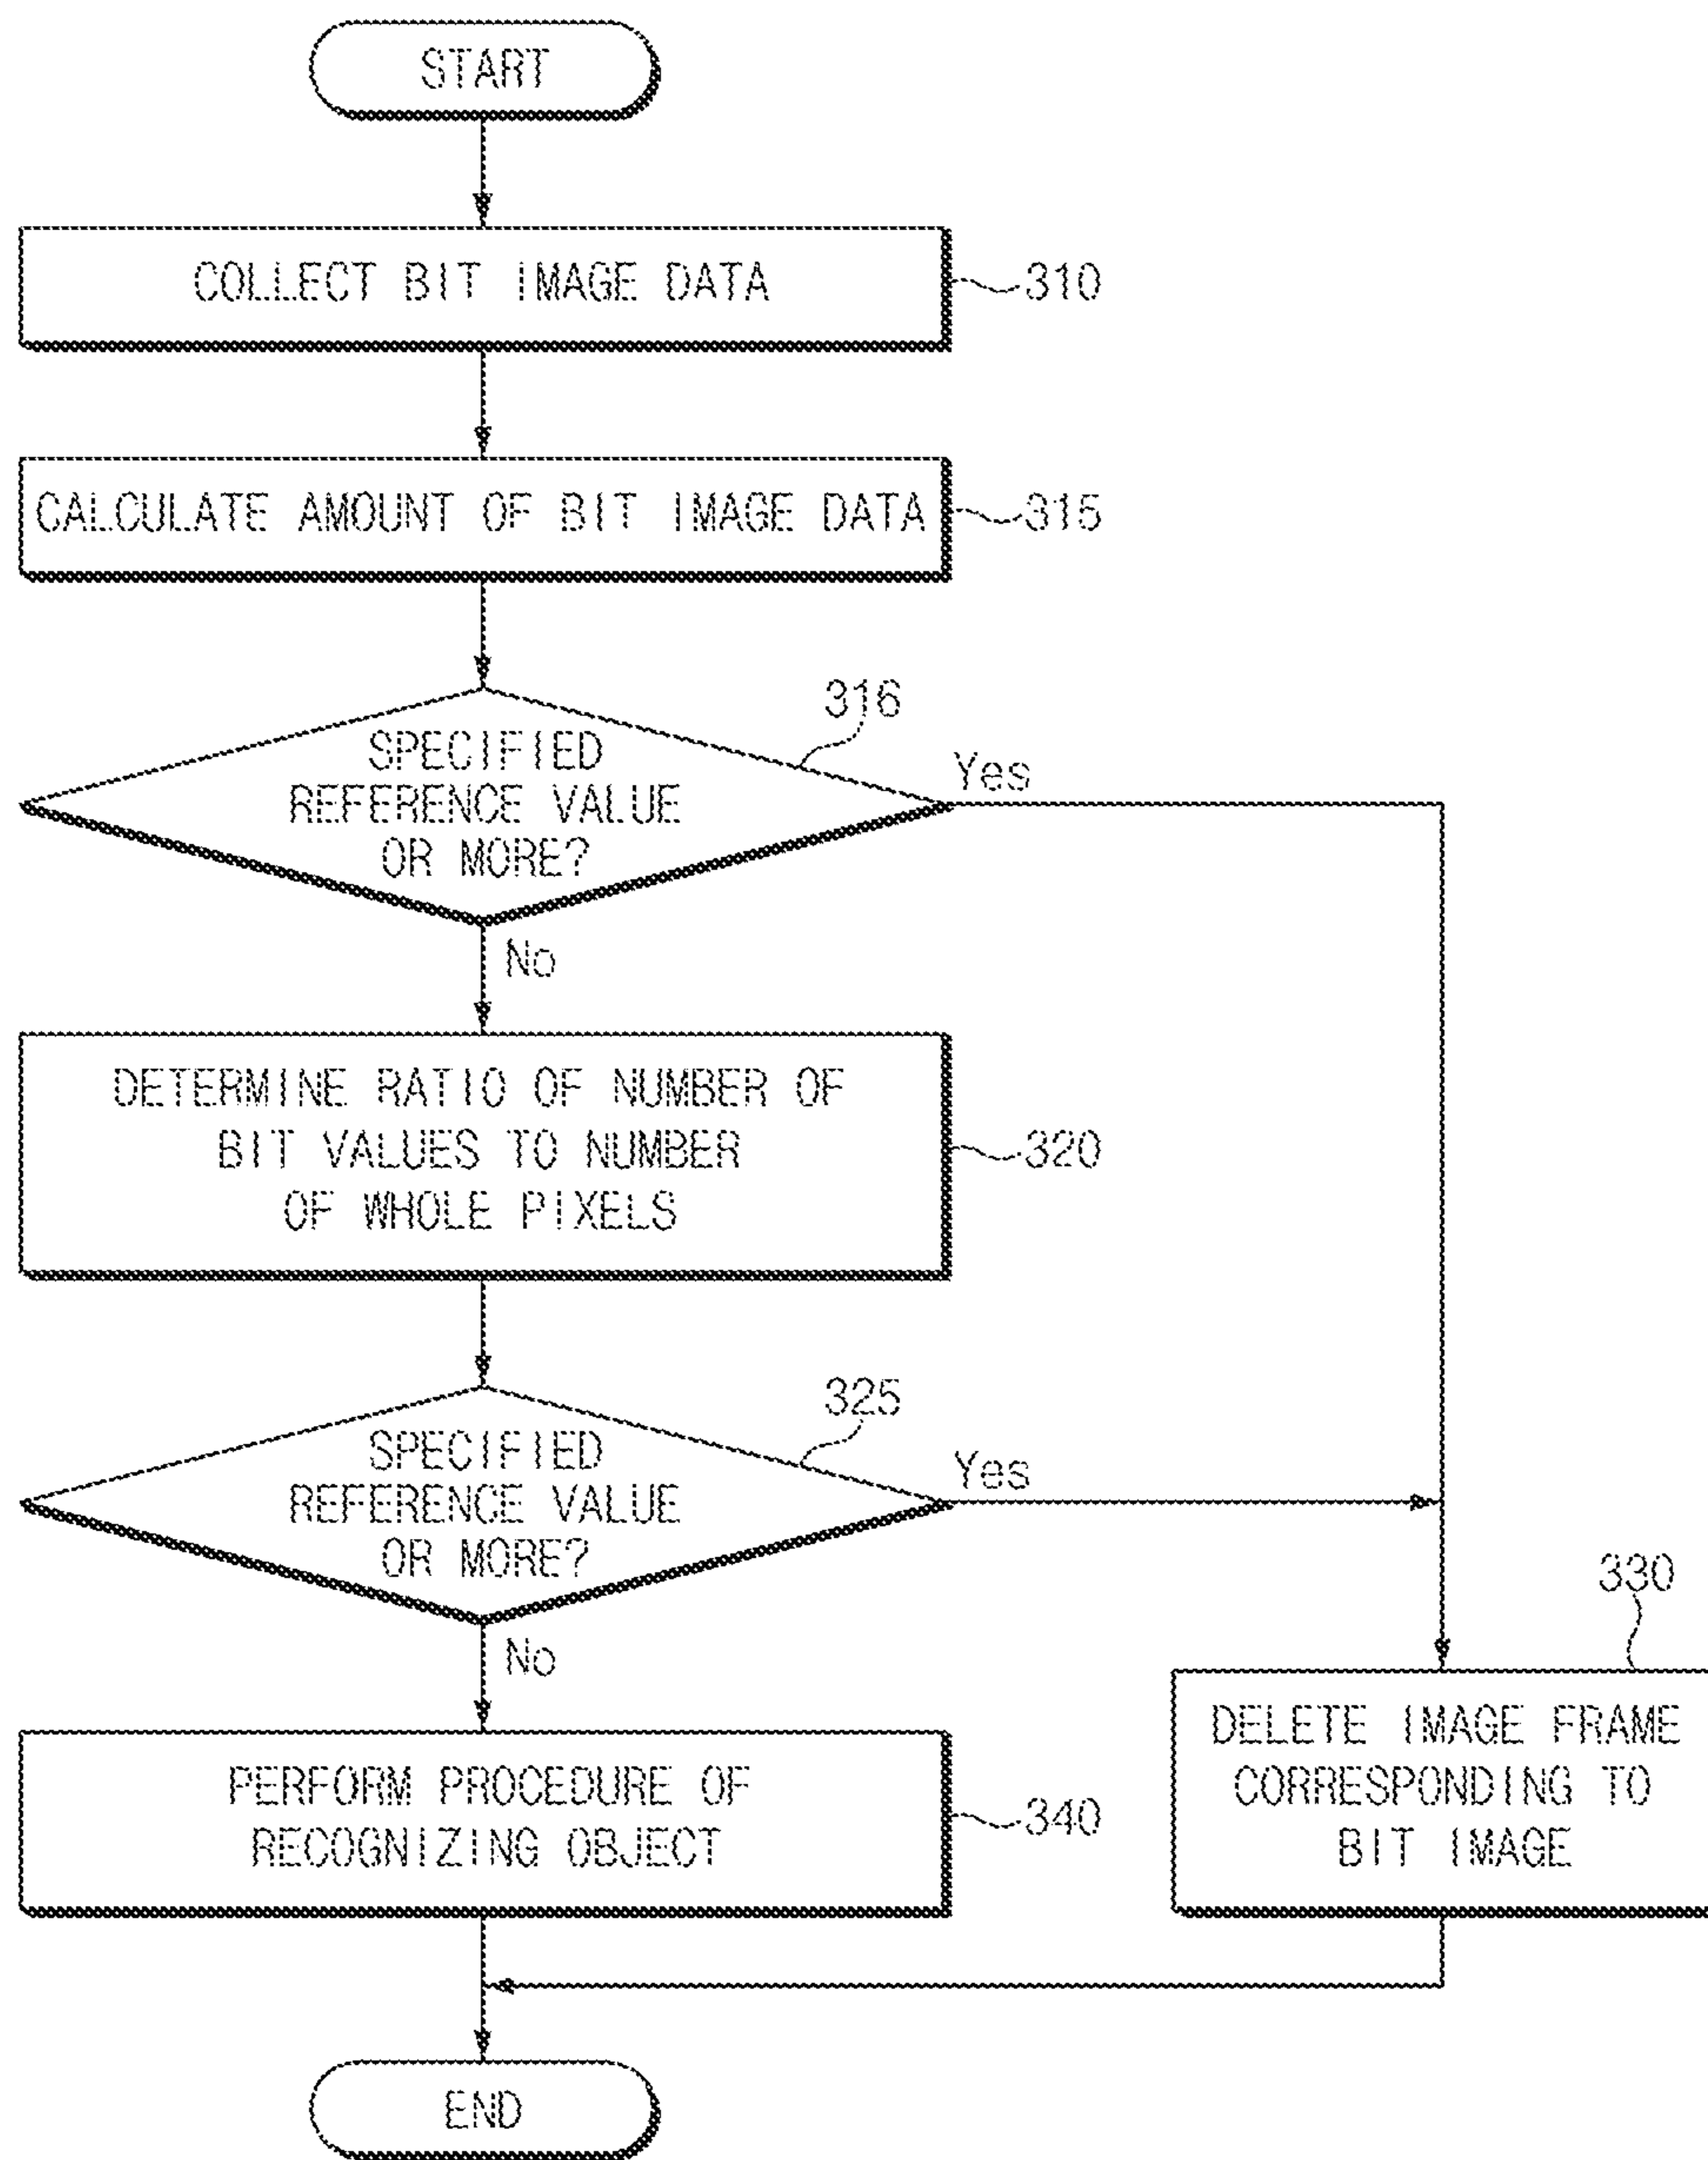 START
COLLECT BIT IMAGE DATA
310
CALCULATE AMOUNT OF BIT IMAGE DATA
315
316
SPECIFIED
REFERENCE VALUE
OR MORE?
Yes
No
DETERMINE RATIO OF NUMBER OF
BIT VALUES TO NUMBER
OF WHOLE PIXELS
320
325
SPECIFIED
REFERENCE VALUE
OR MORE?
Yes
No
330
DELETE IMAGE FRAME
CORRESPONDING TO
BIT IMAGE
PERFORM PROCEDURE OF
RECOGNIZING OBJECT
340
END